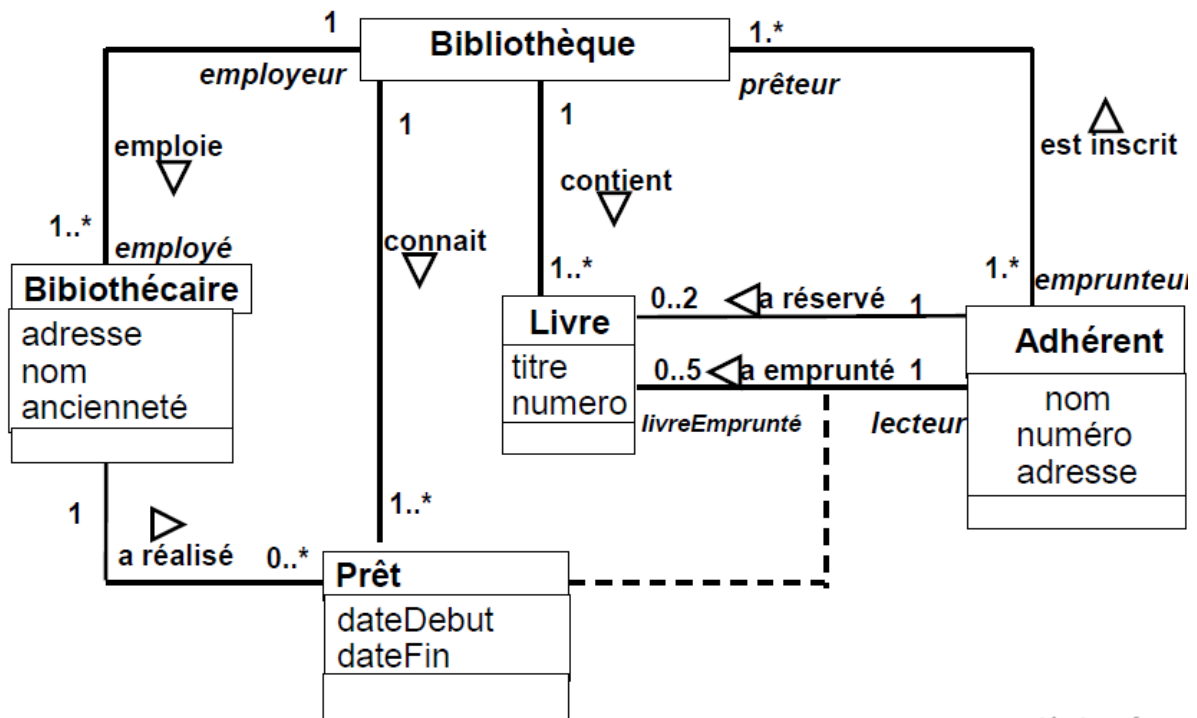 1
Bibliothèque
1.*
employeur
prêteur
1
1
emploie
est inscrit
contient
1..*
employé
connait
1..*
1.*
emprunteur
Bibiothécaire
adresse
nom
ancienneté
Livre
titre
numero
0..2
a réservé
1
0..5
a emprunté
1
livreEmprunté
lecteur
Adhérent
nom
numéro
adresse
1
1..*
a réalisé
0..*
Prêt
dateDebut
dateFin